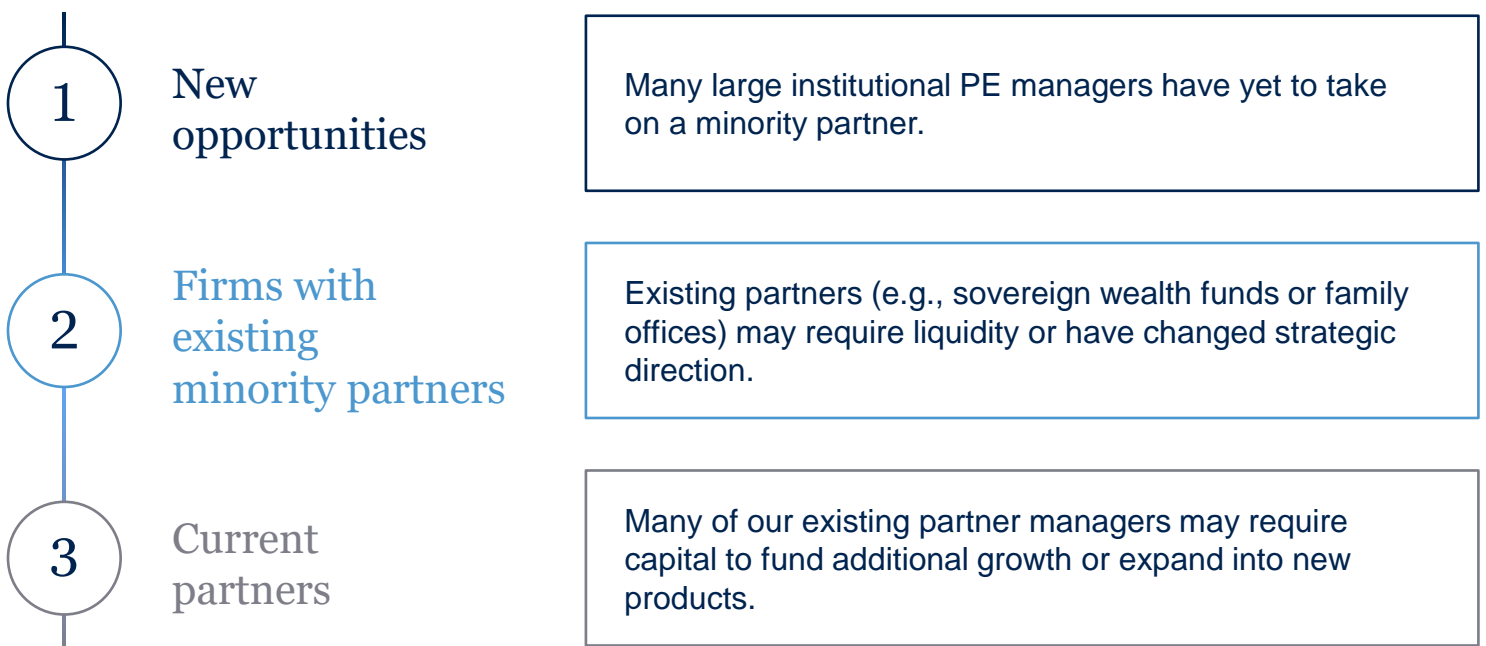 1
New
opportunities
Many large institutional PE managers have yet to take
on a minority partner.
2
Firms with
existing
minority partners
Existing partners (e.g., sovereign wealth funds or family
offices) may require liquidity or have changed strategic
direction.
3
Current
partners
Many of our existing partner managers may require
capital to fund additional growth or expand into new
products.